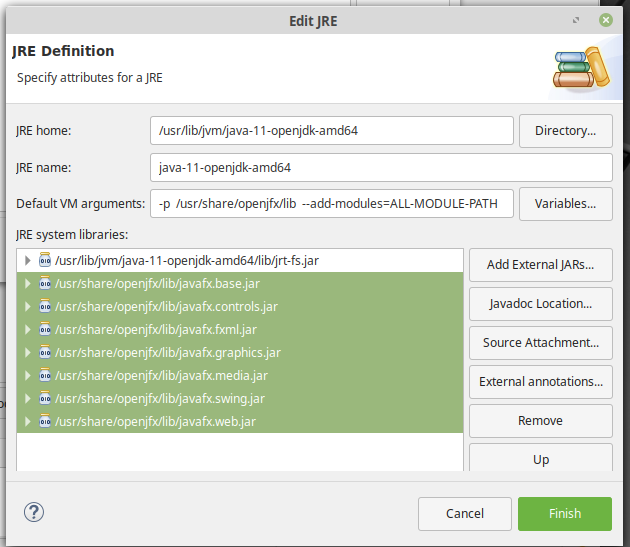 Edit JRE
JRE Definition
Specify attributes for a JRE
JRE home: /usr/lib/jvm/java-11-openjdk-amd64 Directory...
JRE name: java-11-openjdk-amd64
Default VM arguments: -p /usr/share/openjfx/lib --add-modules=ALL-MODULE-PATH Variables...
JRE system libraries:
/usr/lib/jvm/java-11-openjdk-amd64/lib/jrt-fs.jar
/usr/share/openjfx/lib/javafx.base.jar
/usr/share/openjfx/lib/javafx.controls.jar
/usr/share/openjfx/lib/javafx.fxml.jar
/usr/share/openjfx/lib/javafx.graphics.jar
/usr/share/openjfx/lib/javafx.media.jar
/usr/share/openjfx/lib/javafx.swing.jar
/usr/share/openjfx/lib/javafx.web.jar
Add External JARs...
Javadoc Location...
Source Attachment...
External annotations...
Remove
Up
? Cancel Finish